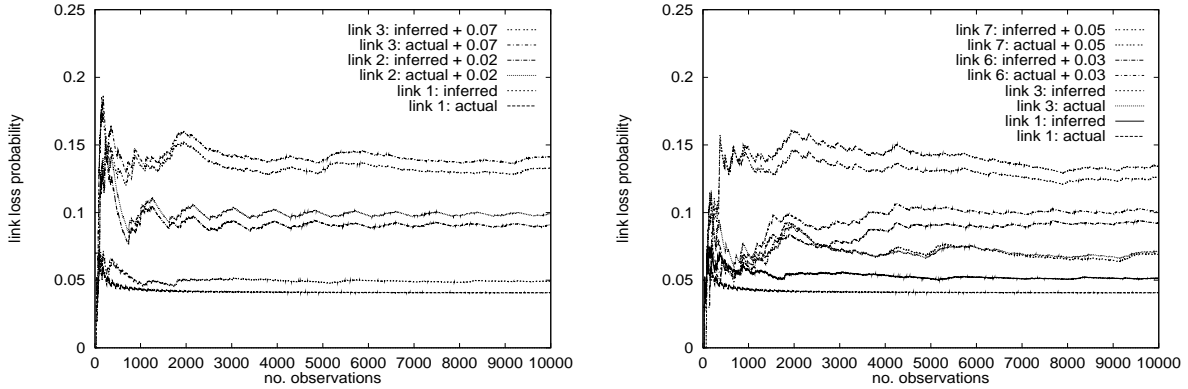 0.25
0.2
0.15
0.1
0.05
0
link loss probability
link 3: inferred + 0.07
link 3: actual + 0.07
link 2: inferred + 0.02
link 2: actual + 0.02
link 1: inferred
link 1: actual
0 1000 2000 3000 4000 5000 6000 7000 8000 9000 10000
no. observations
0.25
0.2
0.15
0.1
0.05
0
link loss probability
link 7: inferred + 0.05
link 7: actual + 0.05
link 6: inferred + 0.03
link 6: actual + 0.03
link 3: inferred
link 3: actual
link 1: inferred
link 1: actual
0 1000 2000 3000 4000 5000 6000 7000 8000 9000 10000
no. observations